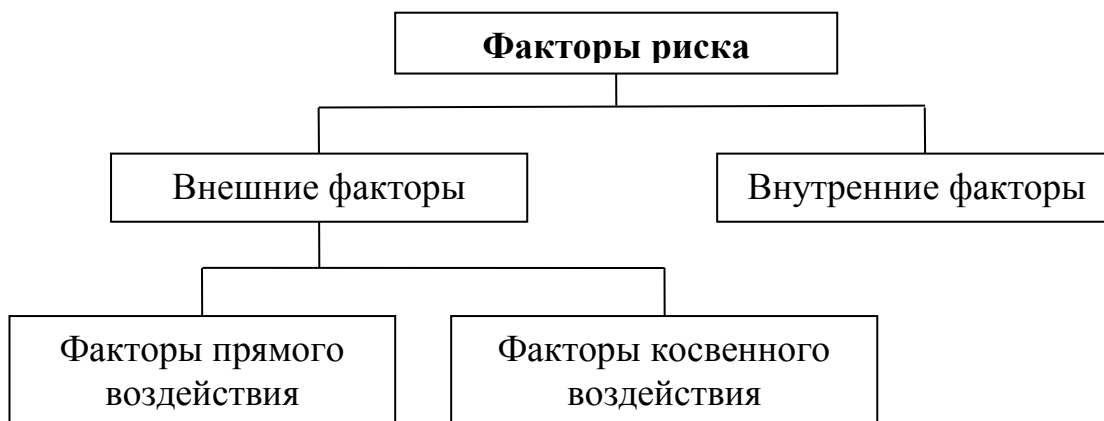 Факторы риска
Внешние факторы
Внутренние факторы
Факторы прямого
воздействия
Факторы косвенного
воздействия